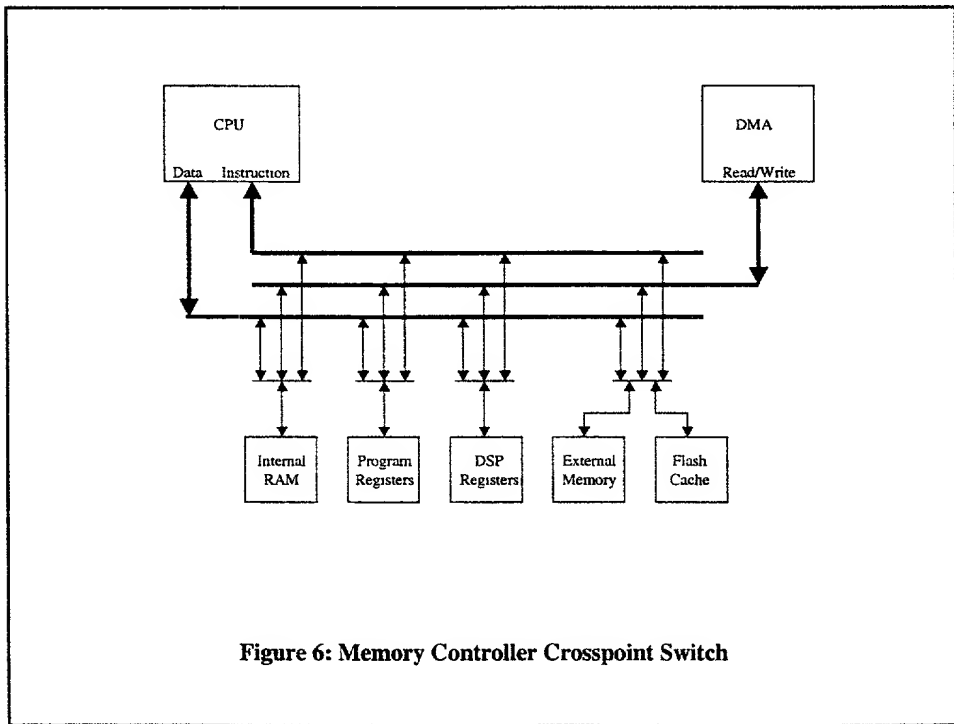 CPU
Data Instruction
DMA
Read/Write
Internal
RAM
Program
Registers
DSP
Registers
External
Memory
Flash
Cache
Figure 6: Memory Controller Crosspoint Switch